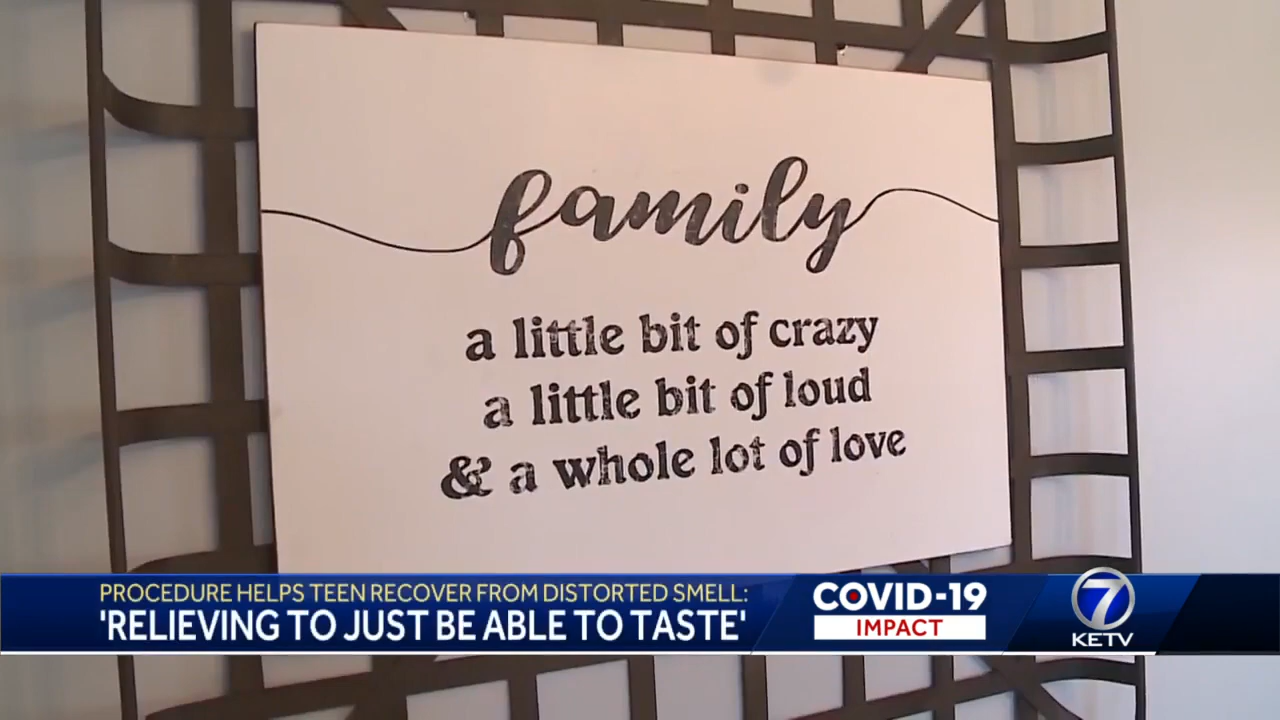 family
a little bit of crazy
a little bit of loud
& a whole lot of love
PROCEDURE HELPS TEEN RECOVER FROM DISTORTED SMELL:
'RELIEVING TO JUST BE ABLE TO TASTE'
COVID-19
IMPACT
7
KETV